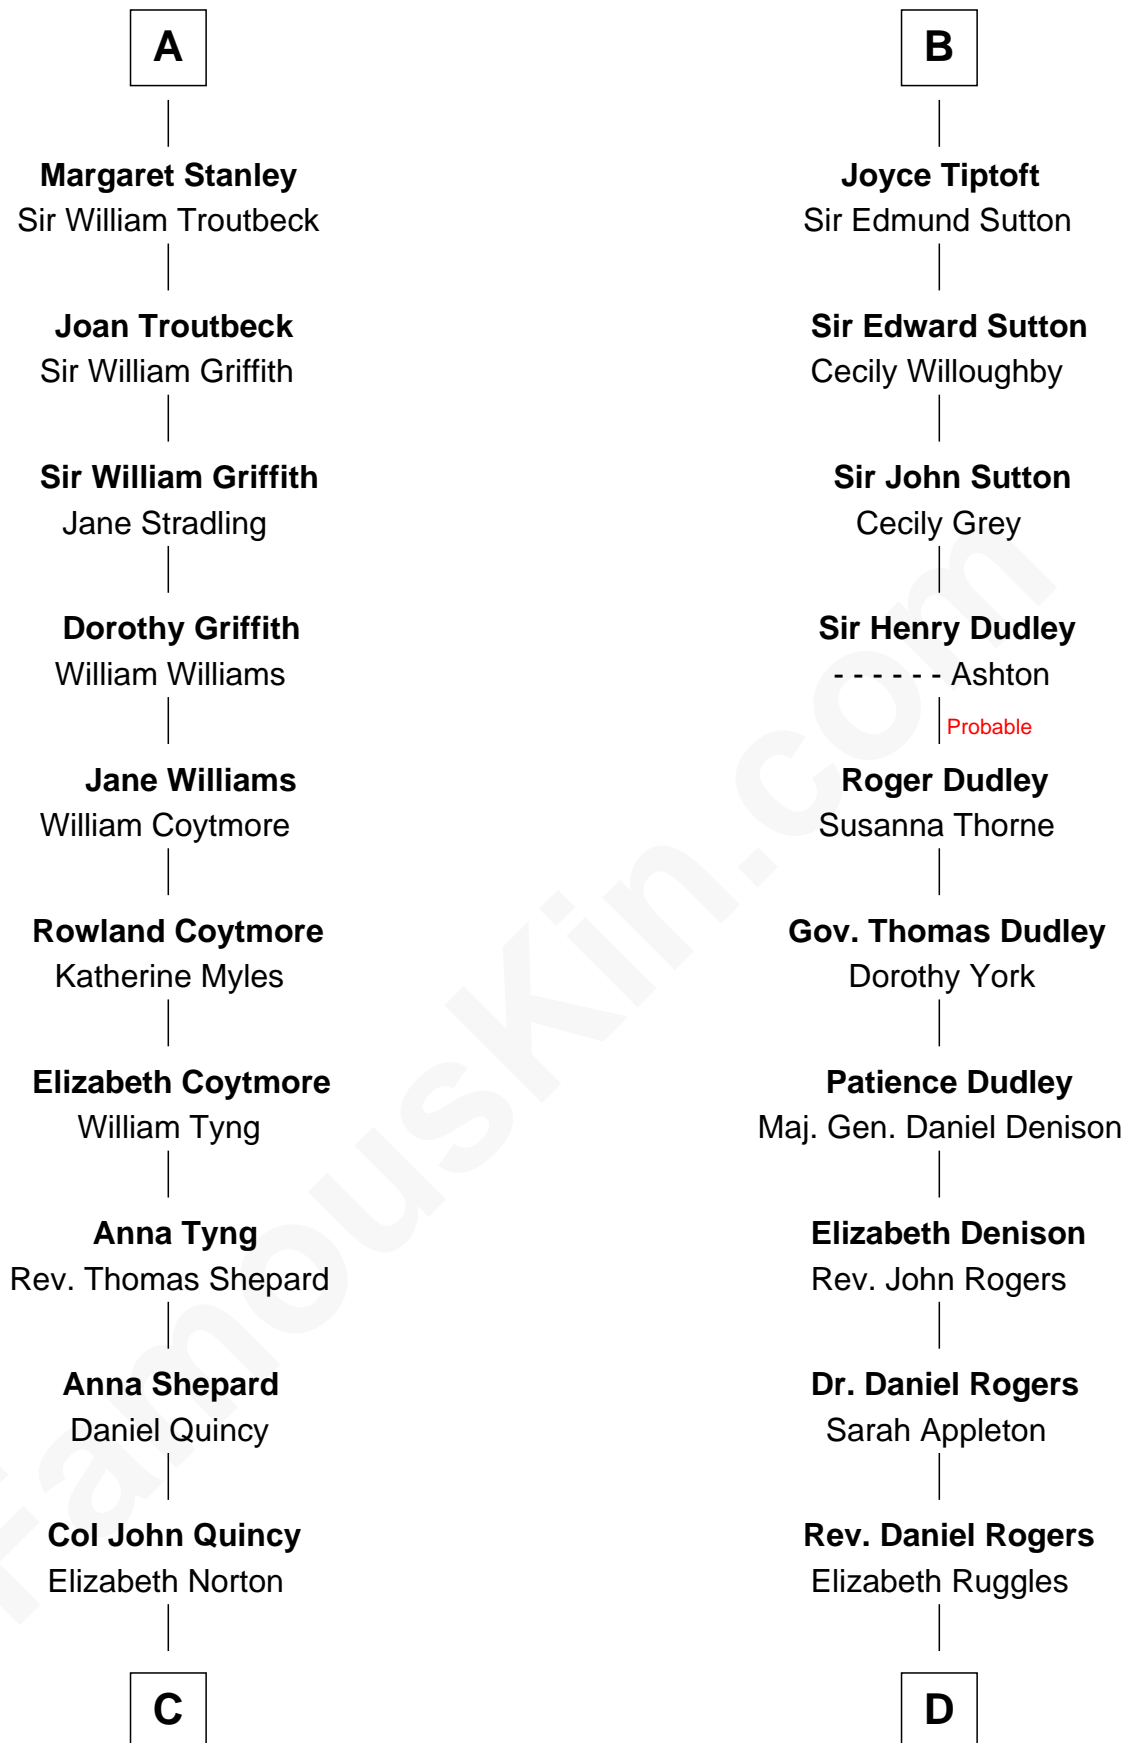 A
Margaret Stanley
Sir William Troutbeck
Joan Troutbeck
Sir William Griffith
Sir William Griffith
Jane Stradling
Dorothy Griffith
William Williams
Jane Williams
William Coytmore
Rowland Coytmore
Katherine Myles
Elizabeth Coytmore
William Tyng
Anna Tyng
Rev. Thomas Shepard
Anna Shepard
Daniel Quincy
Col John Quincy
Elizabeth Norton
C
B
Joyce Tiptoft
Sir Edmund Sutton
Sir Edward Sutton
Cecily Willoughby
Sir John Sutton
Cecily Grey
Sir Henry Dudley
- - - - - - Ashton
Probable
Roger Dudley
Susanna Thorne
Gov. Thomas Dudley
Dorothy York
Patience Dudley
Maj. Gen. Daniel Denison
Elizabeth Denison
Rev. John Rogers
Dr. Daniel Rogers
Sarah Appleton
Rev. Daniel Rogers
Elizabeth Ruggles
D
FamousKin.com